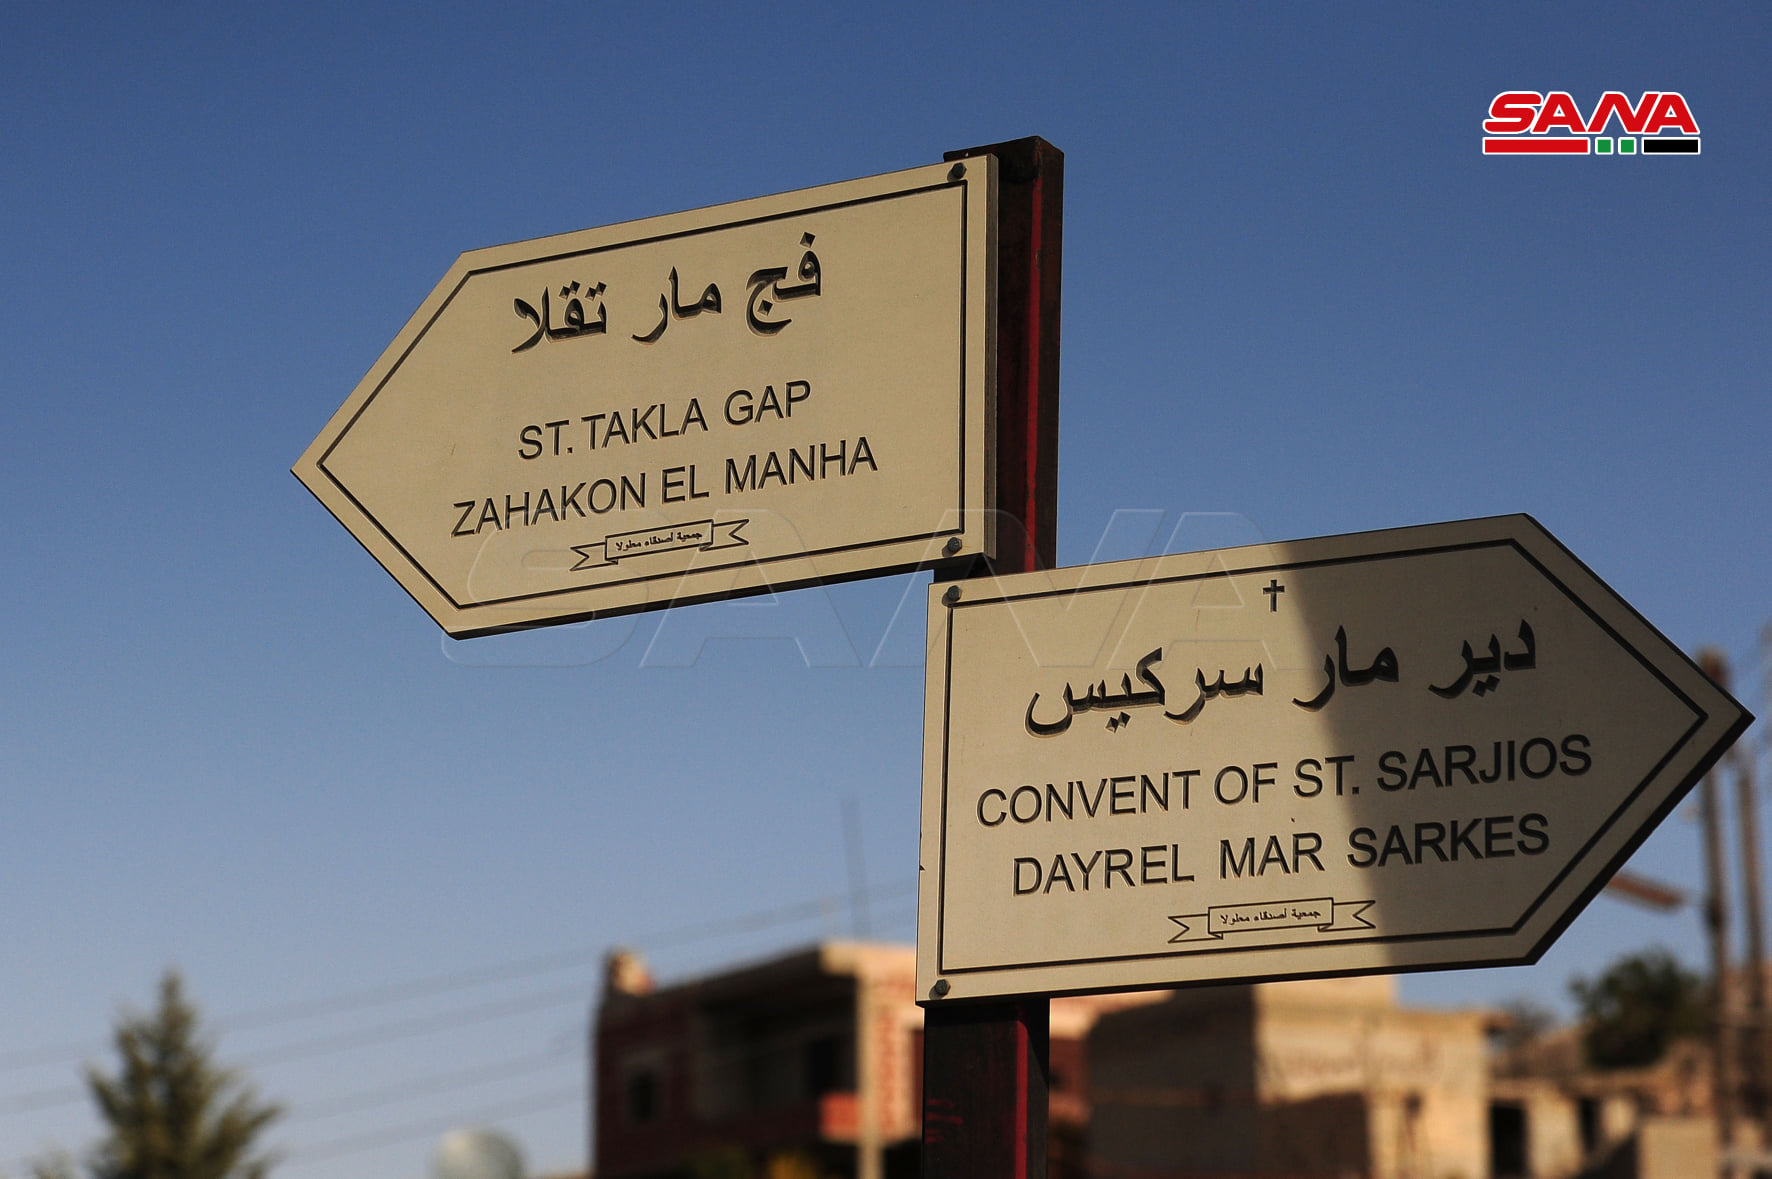 SANA
فج مار تقلا
ST. TAKLA GAP
ZAHAKON EL MANHA
جمعية أصدقاء معلولا
SANA
دير مار سركيس
CONVENT OF ST. SARJIOS
DAYREL MAR SARKES
جمعية أصدقاء معلولا